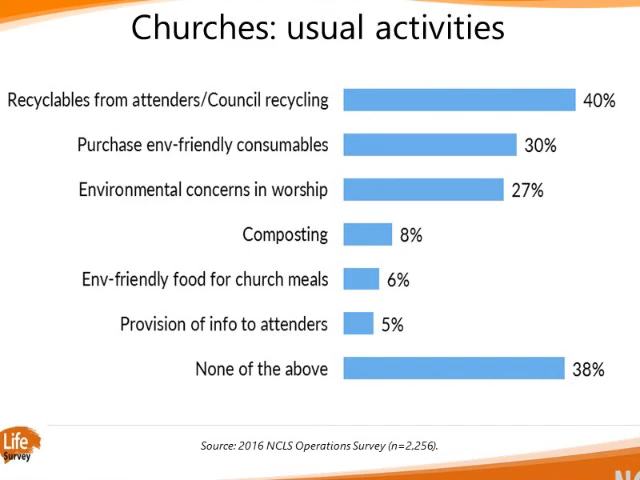 Churches: usual activities
Recyclables from attenders/Council recycling 40%
Purchase env-friendly consumables 30%
Environmental concerns in worship 27%
Composting 8%
Env-friendly food for church meals 6%
Provision of info to attenders 5%
None of the above 38%
Life
Survey
Source: 2016 NCLS Operations Survey (n=2,256).